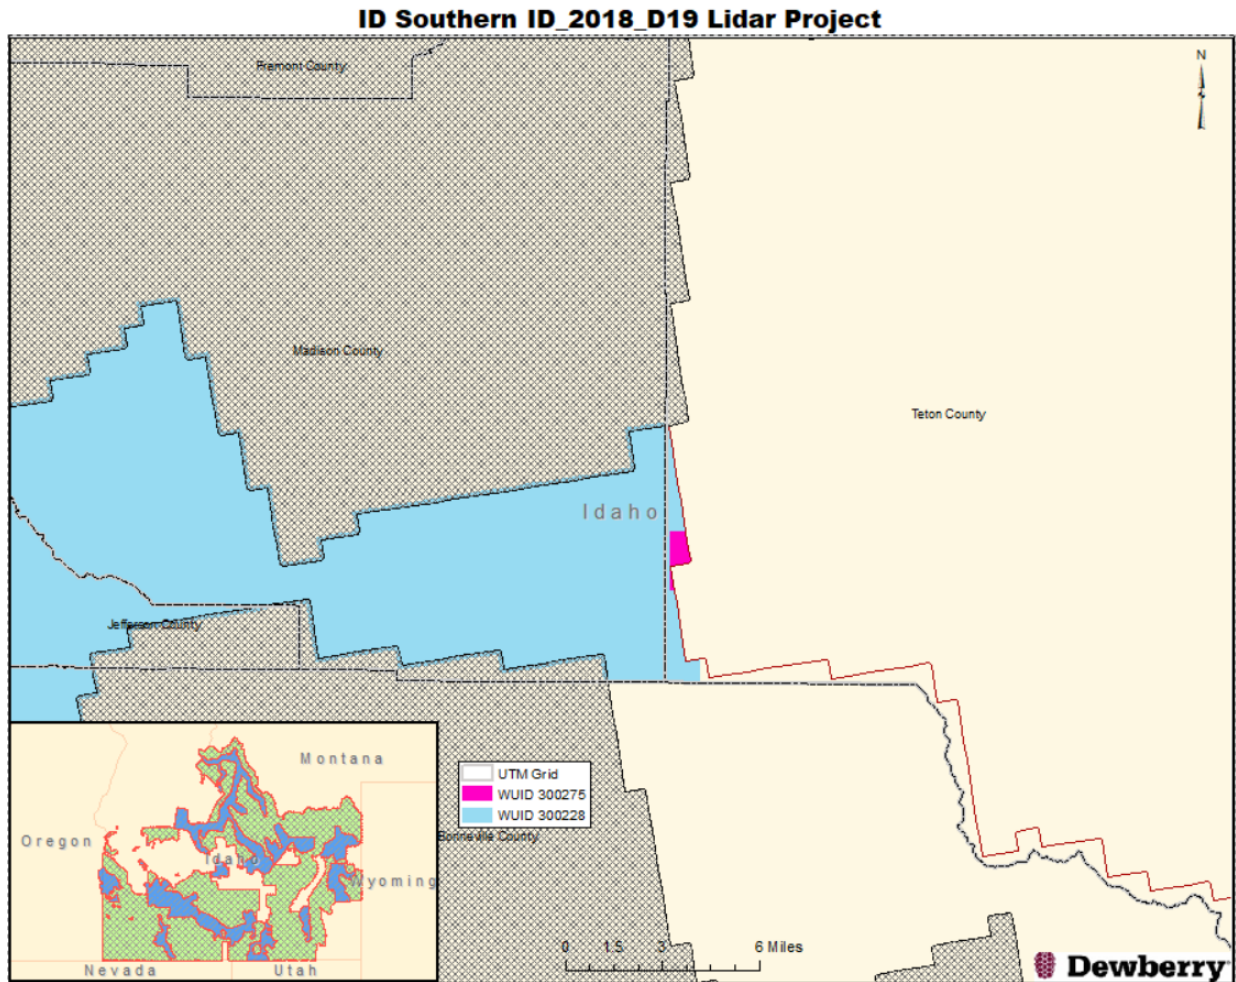 ID Southern ID_2018_D19 Lidar Project
Fremont County
N
Madison County
Teton County
Idaho
Jefferson County
Montana
Oregon
Idaho
Wyoming
Nevada
Utah
UTM Grid
WUID 300275
WUID 300228
Bonneville County
0 1.5 3 6 Miles
Dewberry